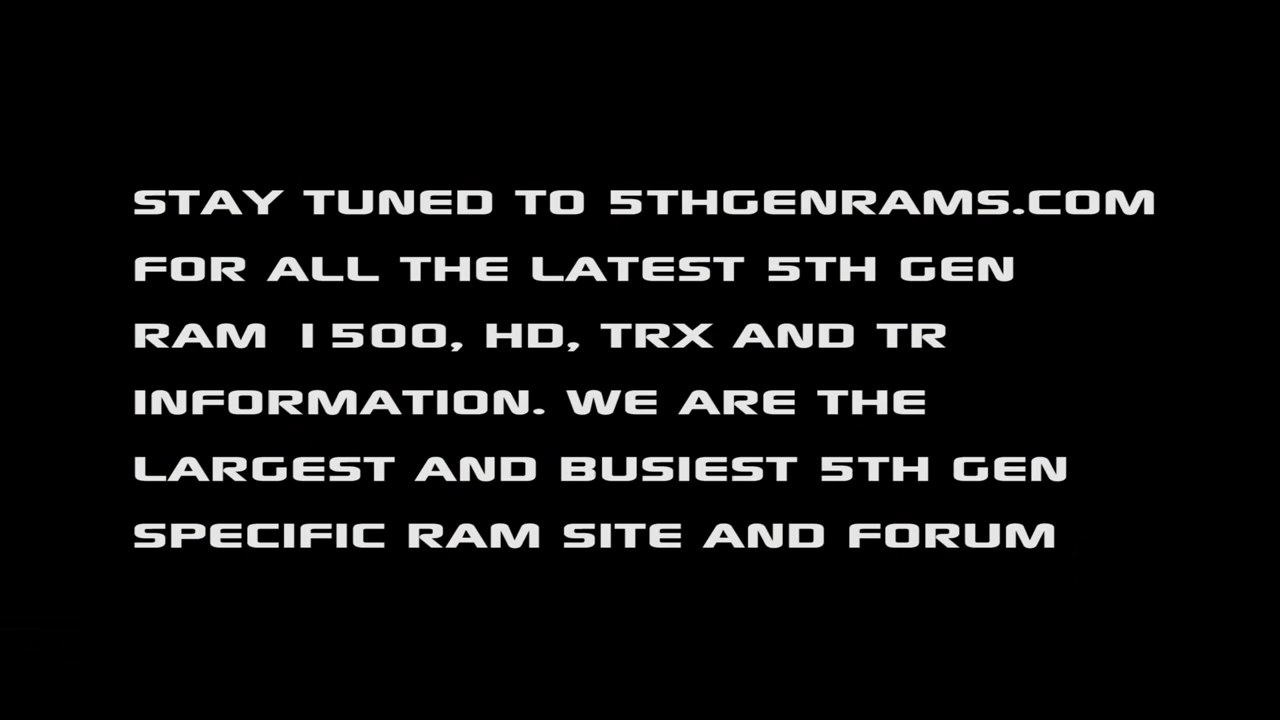 STAY TUNED TO 5THGENRAMS.COM
FOR ALL THE LATEST 5TH GEN
RAM 1500, HD, TRX AND TR
INFORMATION. WE ARE THE
LARGEST AND BUSIEST 5TH GEN
SPECIFIC RAM SITE AND FORUM